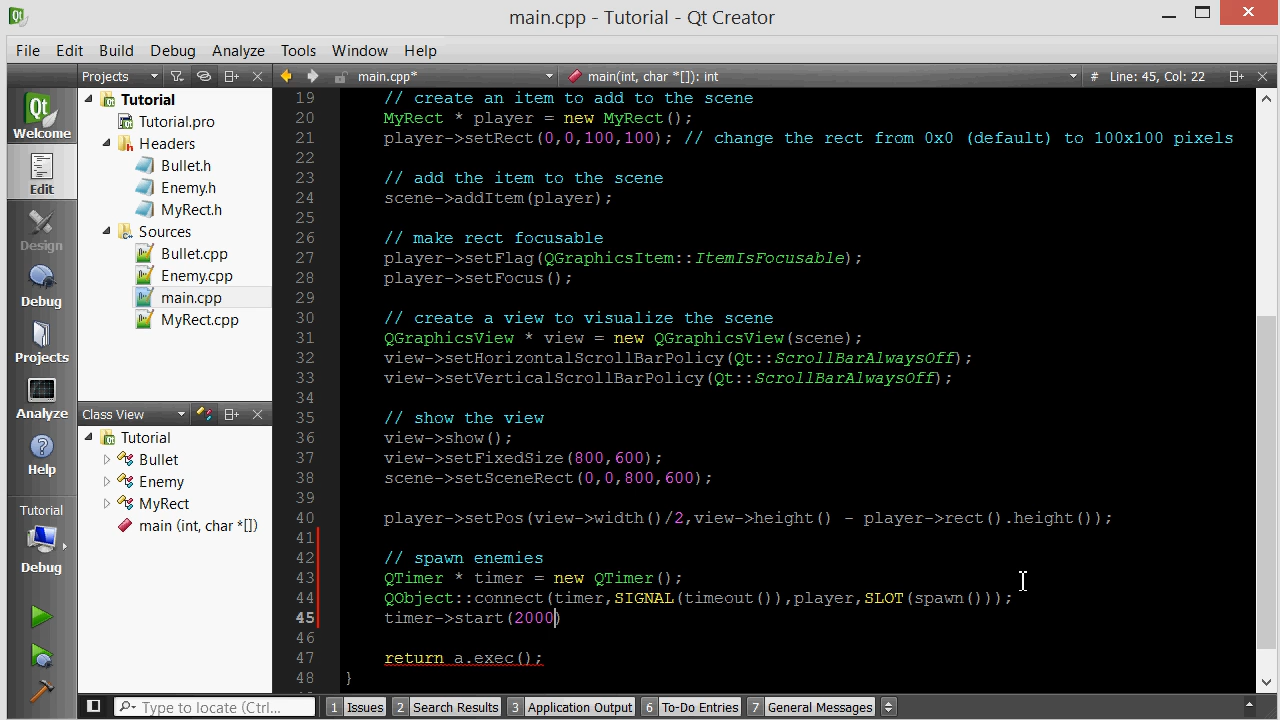 main.cpp - Tutorial - Qt Creator
File Edit Build Debug Analyze Tools Window Help
Projects
main.cpp*
main(int, char *[]): int
# Line: 45, Col: 22
Qt
Welcome
Edit
Design
Debug
Projects
Analyze
Help
Tutorial
Debug
Tutorial
Tutorial.pro
Headers
Bullet.h
Enemy.h
MyRect.h
Sources
Bullet.cpp
Enemy.cpp
main.cpp
MyRect.cpp
Class View
Tutorial
Bullet
Enemy
MyRect
main (int, char *[])
19 // create an item to add to the scene
20 MyRect * player = new MyRect();
21 player->setRect(0,0,100,100); // change the rect from 0x0 (default) to 100x100 pixels
22
23 // add the item to the scene
24 scene->addItem(player);
25
26 // make rect focusable
27 player->setFlag(QGraphicsItem::ItemIsFocusable);
28 player->setFocus();
29
30 // create a view to visualize the scene
31 QGraphicsView * view = new QGraphicsView(scene);
32 view->setHorizontalScrollBarPolicy(Qt::ScrollBarAlwaysOff);
33 view->setVerticalScrollBarPolicy(Qt::ScrollBarAlwaysOff);
34
35 // show the view
36 view->show();
37 view->setFixedSize(800,600);
38 scene->setSceneRect(0,0,800,600);
39
40 player->setPos(view->width()/2,view->height() - player->rect().height());
41
42 // spawn enemies
43 QTimer * timer = new QTimer();
44 QObject::connect(timer,SIGNAL(timeout()),player,SLOT(spawn()));
45 timer->start(2000)
46
47 return a.exec();
48 }
Type to locate (Ctrl...
1 Issues 2 Search Results 3 Application Output 6 To-Do Entries 7 General Messages